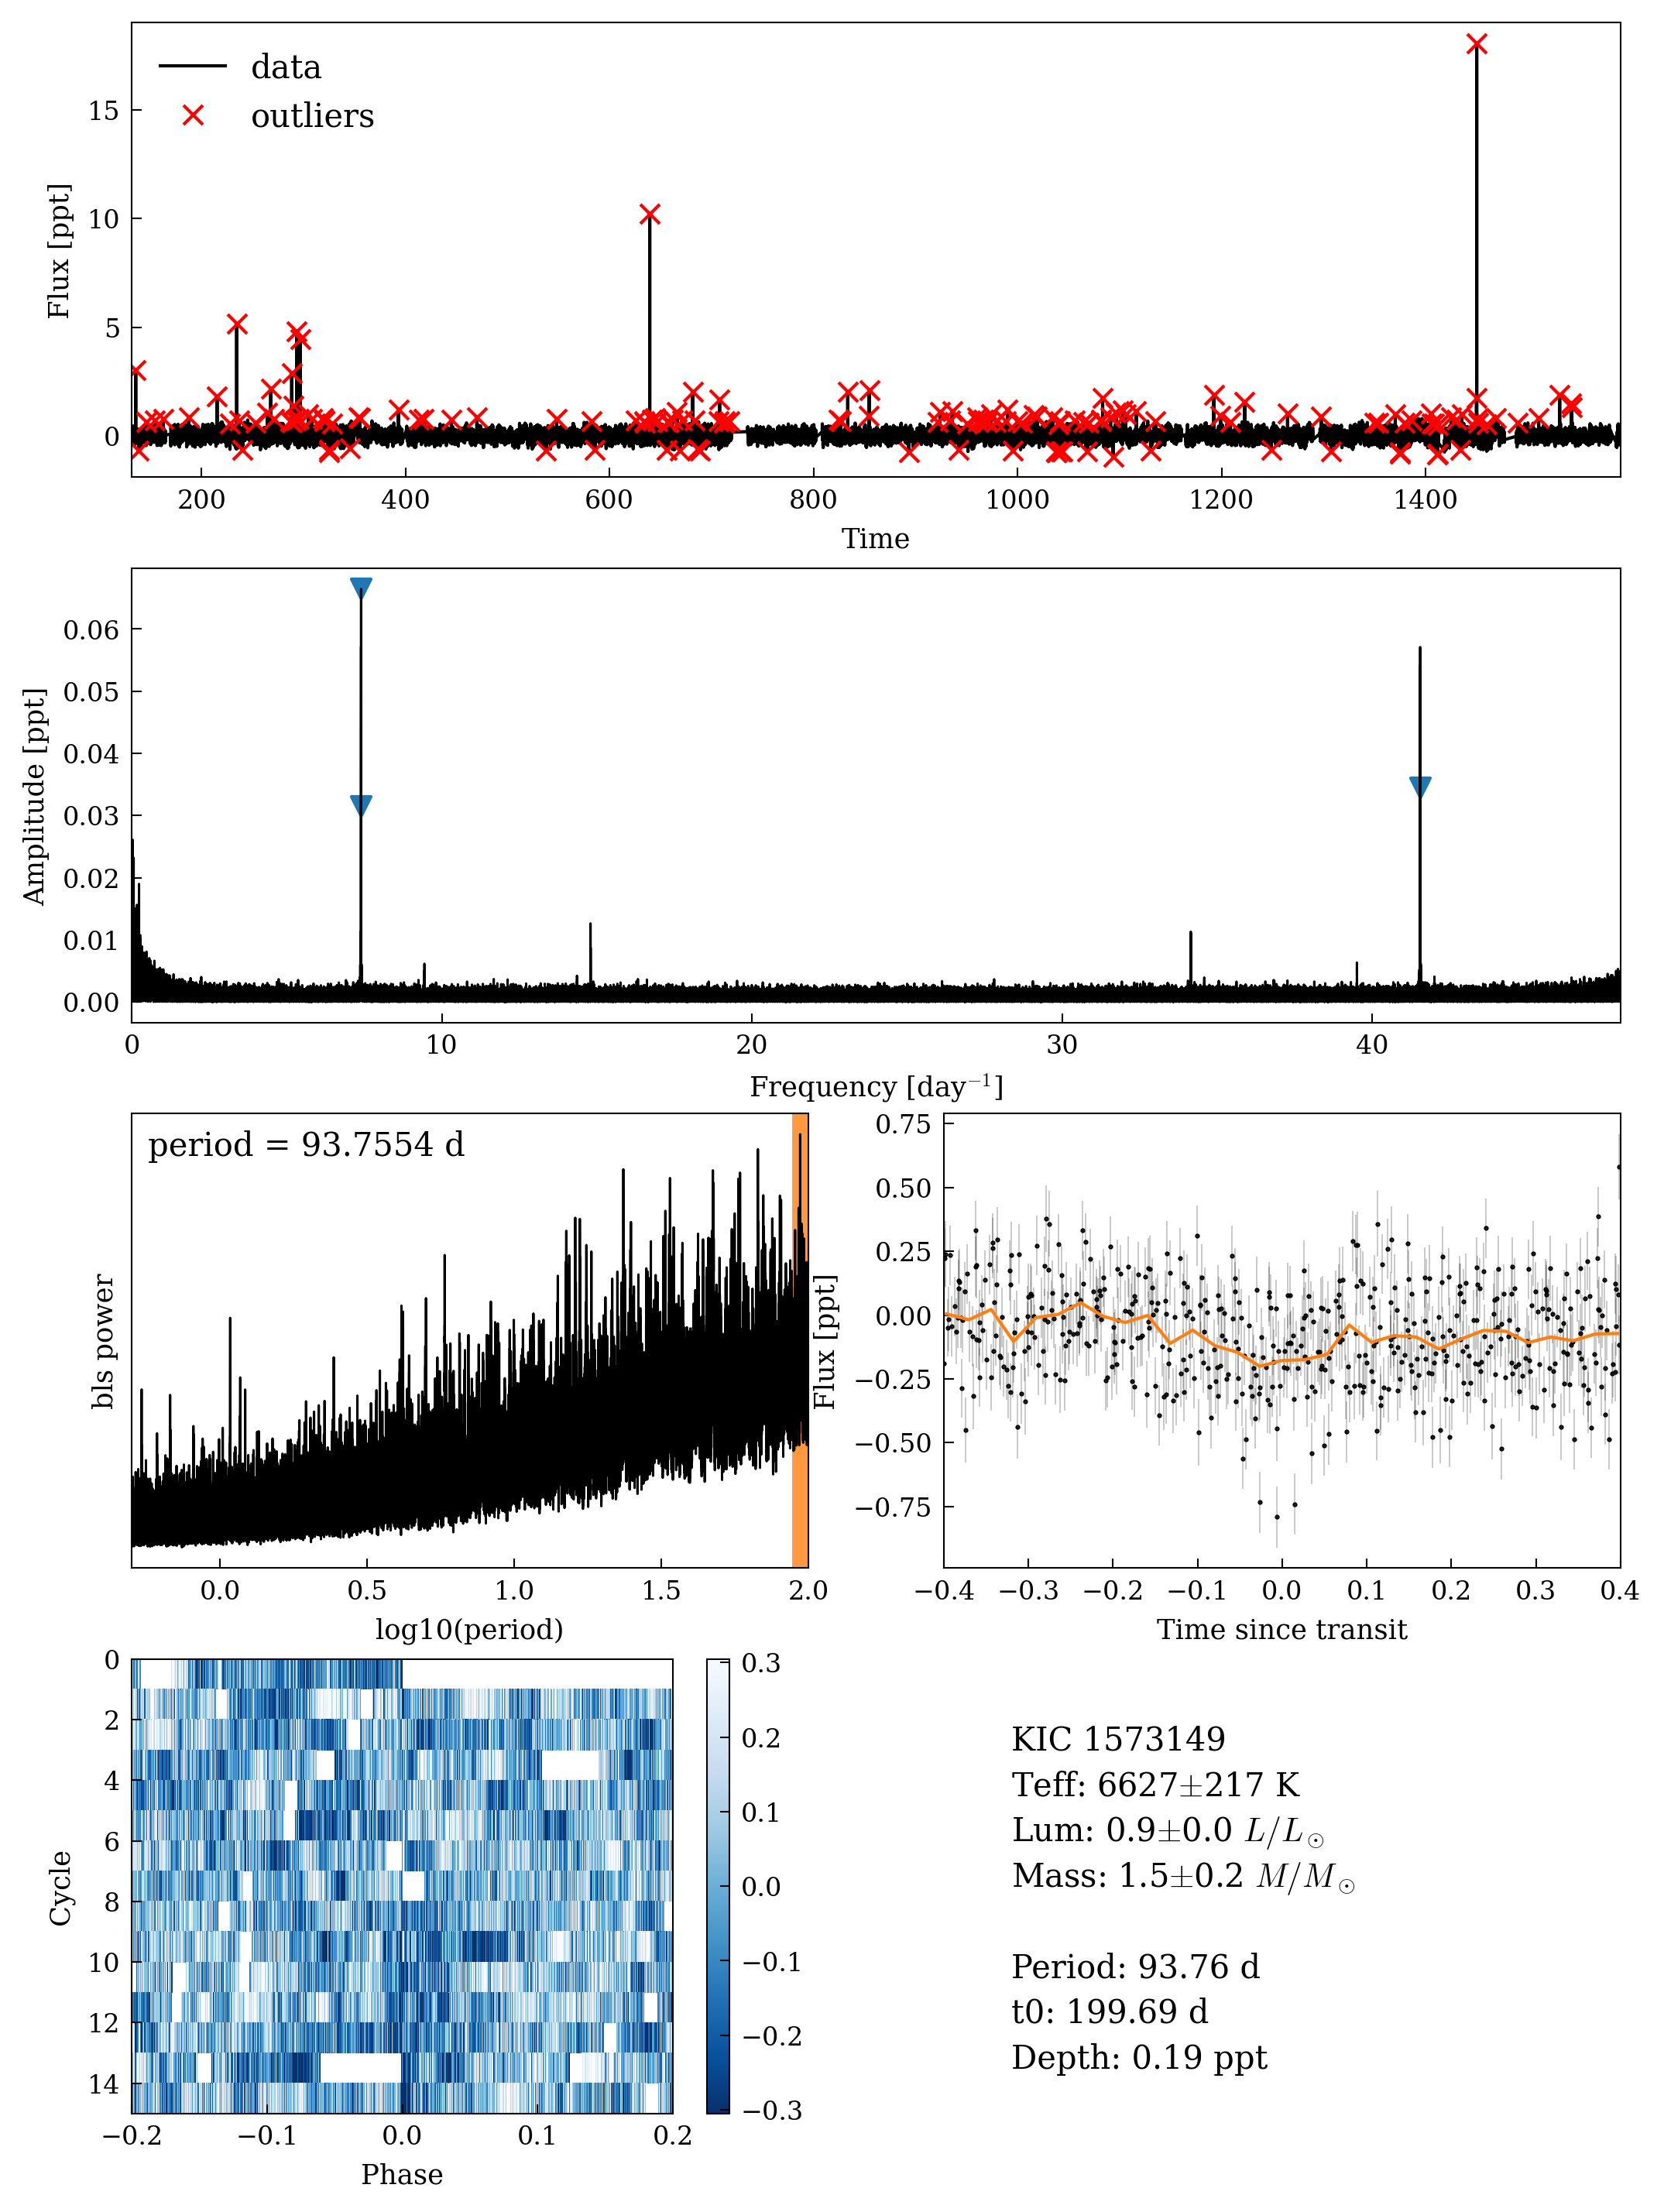 data
outliers
Flux [ppt]
15
10
5
0
200 400 600 800 1000 1200 1400
Time
Amplitude [ppt]
0.06
0.05
0.04
0.03
0.02
0.01
0.00
0 10 20 30 40
Frequency [day⁻¹]
period = 93.7554 d
bls power
0.0 0.5 1.0 1.5 2.0
log10(period)
Flux [ppt]
0.75
0.50
0.25
0.00
−0.25
−0.50
−0.75
−0.4 −0.3 −0.2 −0.1 0.0 0.1 0.2 0.3 0.4
Time since transit
Cycle
0
2
4
6
8
10
12
14
−0.2 −0.1 0.0 0.1 0.2
Phase
0.3
0.2
0.1
0.0
−0.1
−0.2
−0.3
KIC 1573149
Teff: 6627±217 K
Lum: 0.9±0.0 L/L⊙
Mass: 1.5±0.2 M/M⊙
Period: 93.76 d
t0: 199.69 d
Depth: 0.19 ppt